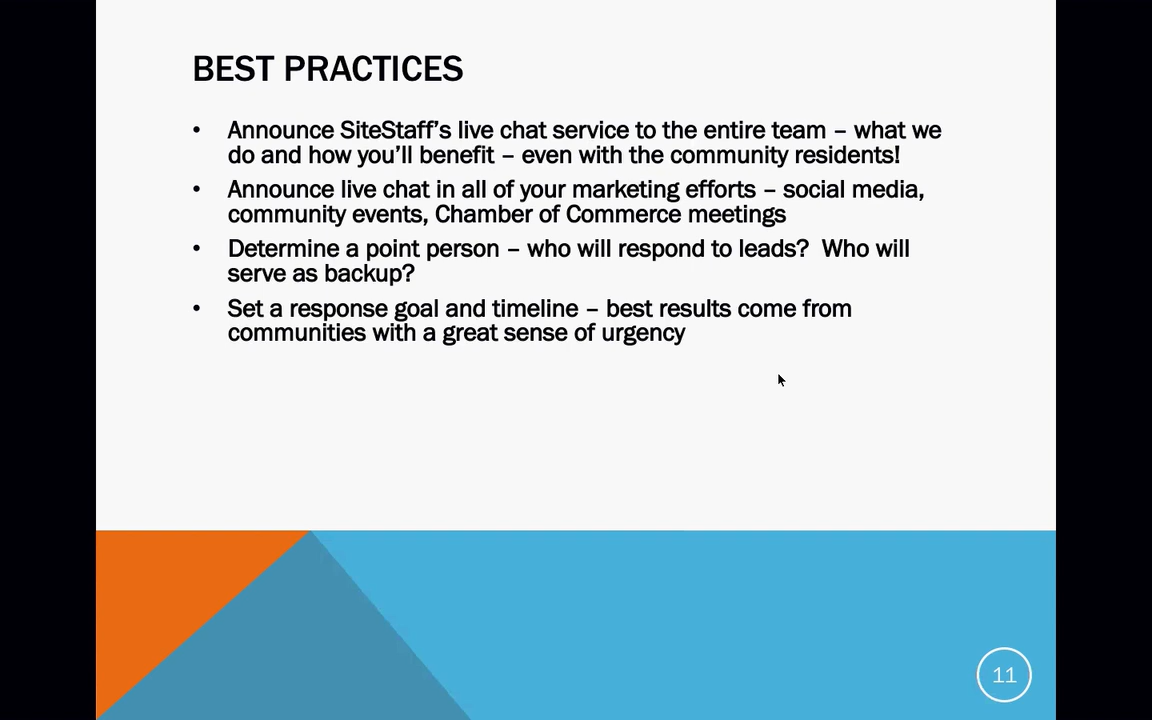 BEST PRACTICES
• Announce SiteStaff’s live chat service to the entire team – what we
do and how you’ll benefit – even with the community residents!
• Announce live chat in all of your marketing efforts – social media,
community events, Chamber of Commerce meetings
• Determine a point person – who will respond to leads?  Who will
serve as backup?
• Set a response goal and timeline – best results come from
communities with a great sense of urgency
11